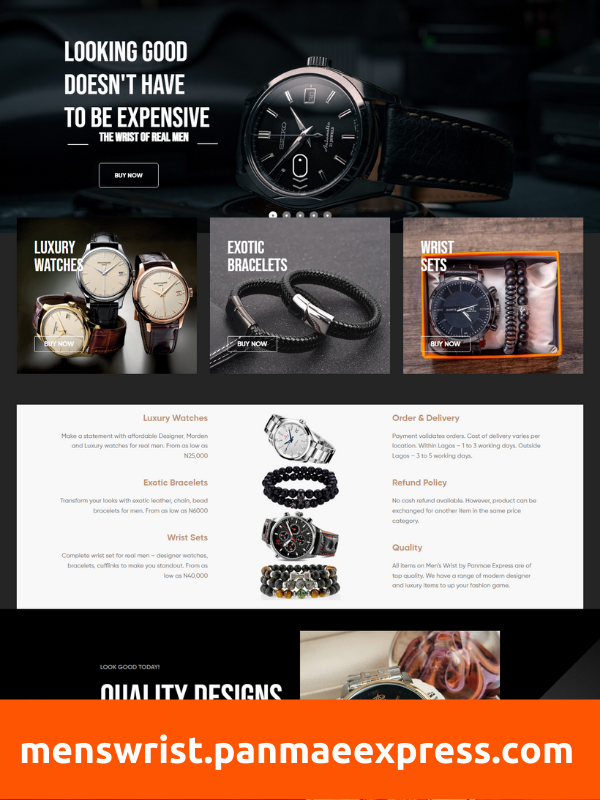 LOOKING GOOD
DOESN'T HAVE
TO BE EXPENSIVE
THE WRIST OF REAL MEN
BUY NOW
SEIKO
Automatic
LUXURY
WATCHES
BUY NOW
EXOTIC
BRACELETS
BUY NOW
WRIST
SETS
BUY NOW
Luxury Watches
Make a statement with affordable Designer, Morden
and Luxury watches for real men. From as low as
N25,000
Exotic Bracelets
Transform your looks with exotic leather, chain, bead
bracelets for men. From as low as N6000
Wrist Sets
Complete wrist set for real men – designer watches,
bracelets, cufflinks to make you standout. From as
low as N40,000
Order & Delivery
Payment validates orders. Cost of delivery varies per
location. Within Lagos – 1 to 3 working days. Outside
Lagos – 3 to 5 working days.
Refund Policy
No cash refund available. However, product can be
exchanged for another item in the same price
category.
Quality
All items on Men's Wrist by Panmae Express are of
top quality. We have a range of modern designer
and luxury items to up your fashion game.
LOOK GOOD TODAY!
QUALITY DESIGNS
menswrist.panmaeexpress.com